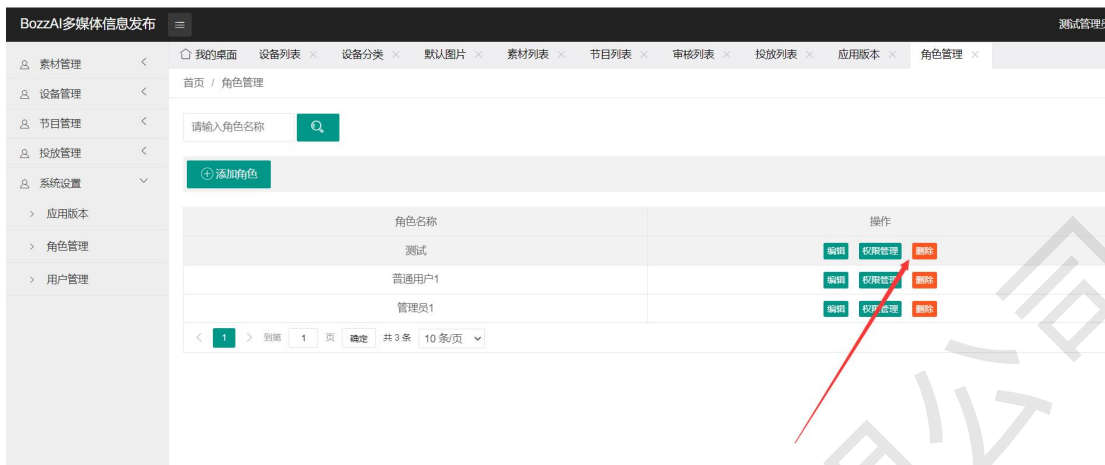 BozzAI多媒体信息发布
测试管理员
素材管理
设备管理
节目管理
投放管理
系统设置
应用版本
角色管理
用户管理
我的桌面 设备列表 设备分类 默认图片 素材列表 节目列表 审核列表 投放列表 应用版本 角色管理
首页 / 角色管理
请输入角色名称
添加角色
角色名称 操作
测试 编辑 权限管理 删除
普通用户1 编辑 权限管理 删除
管理员1 编辑 权限管理 删除
1 到第 1 页 确定 共 3 条 10 条/页
公司